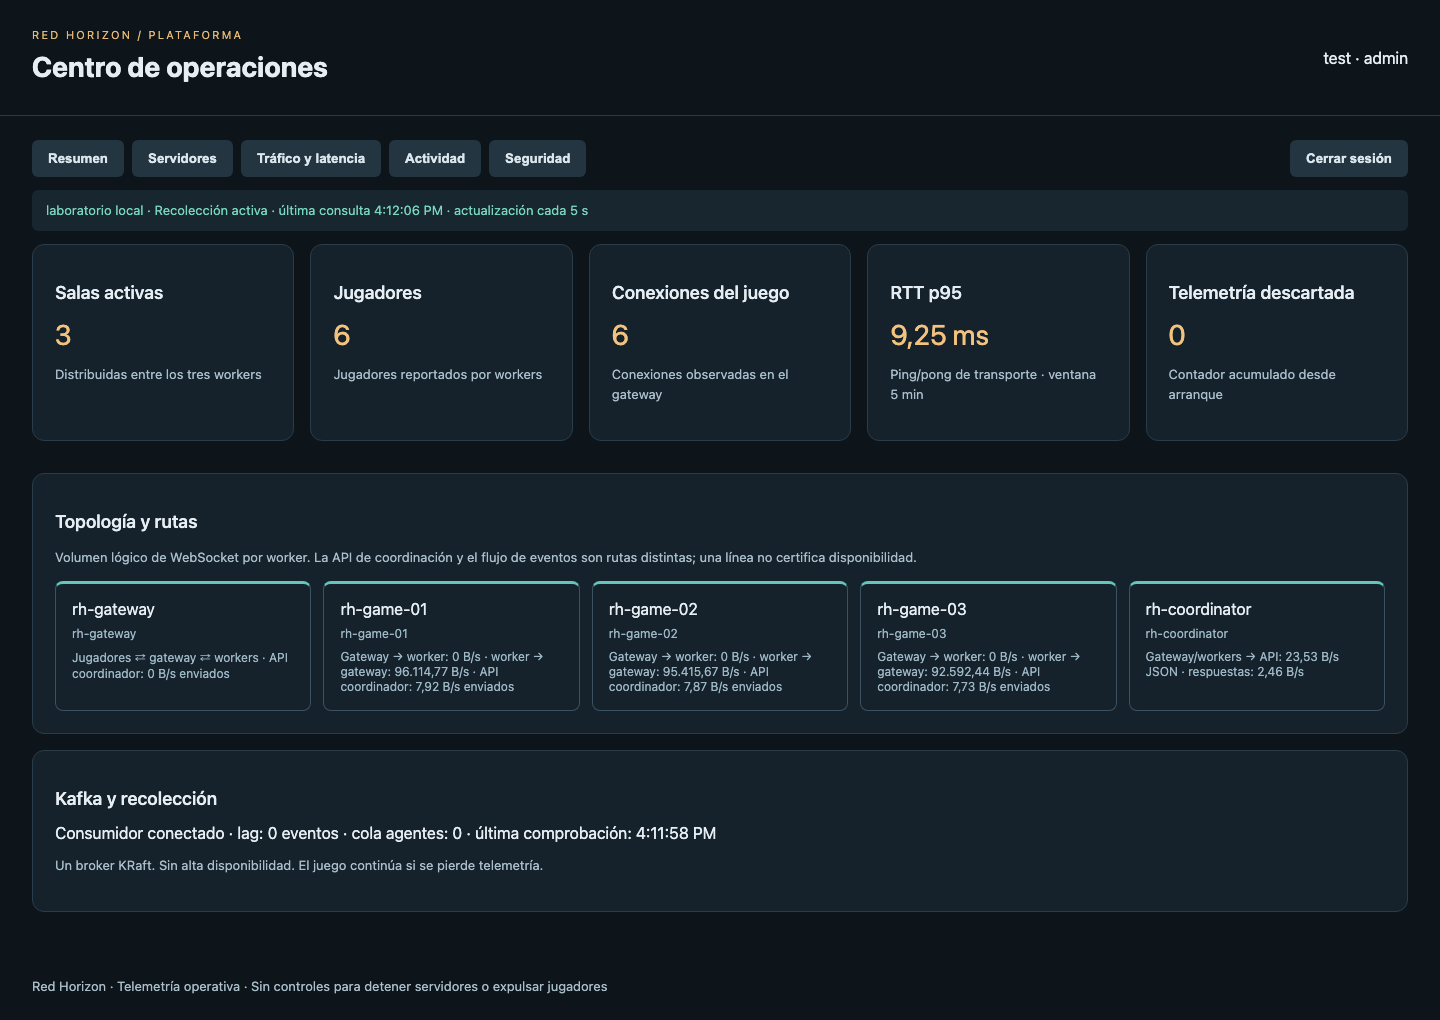 RED HORIZON / PLATAFORMA
Centro de operaciones
test · admin
Resumen
Servidores
Tráfico y latencia
Actividad
Seguridad
Cerrar sesión
laboratorio local · Recolección activa · última consulta 4:12:06 PM · actualización cada 5 s
Salas activas
3
Distribuidas entre los tres workers
Jugadores
6
Jugadores reportados por workers
Conexiones del juego
6
Conexiones observadas en el
gateway
RTT p95
9,25 ms
Ping/pong de transporte · ventana
5 min
Telemetría descartada
0
Contador acumulado desde
arranque
Topología y rutas
Volumen lógico de WebSocket por worker. La API de coordinación y el flujo de eventos son rutas distintas; una línea no certifica disponibilidad.
rh-gateway
rh-gateway
Jugadores ⇄ gateway ⇄ workers · API
coordinador: 0 B/s enviados
rh-game-01
rh-game-01
Gateway → worker: 0 B/s · worker →
gateway: 96.114,77 B/s · API
coordinador: 7,92 B/s enviados
rh-game-02
rh-game-02
Gateway → worker: 0 B/s · worker →
gateway: 95.415,67 B/s · API
coordinador: 7,87 B/s enviados
rh-game-03
rh-game-03
Gateway → worker: 0 B/s · worker →
gateway: 92.592,44 B/s · API
coordinador: 7,73 B/s enviados
rh-coordinator
rh-coordinator
Gateway/workers → API: 23,53 B/s
JSON · respuestas: 2,46 B/s
Kafka y recolección
Consumidor conectado · lag: 0 eventos · cola agentes: 0 · última comprobación: 4:11:58 PM
Un broker KRaft. Sin alta disponibilidad. El juego continúa si se pierde telemetría.
Red Horizon · Telemetría operativa · Sin controles para detener servidores o expulsar jugadores